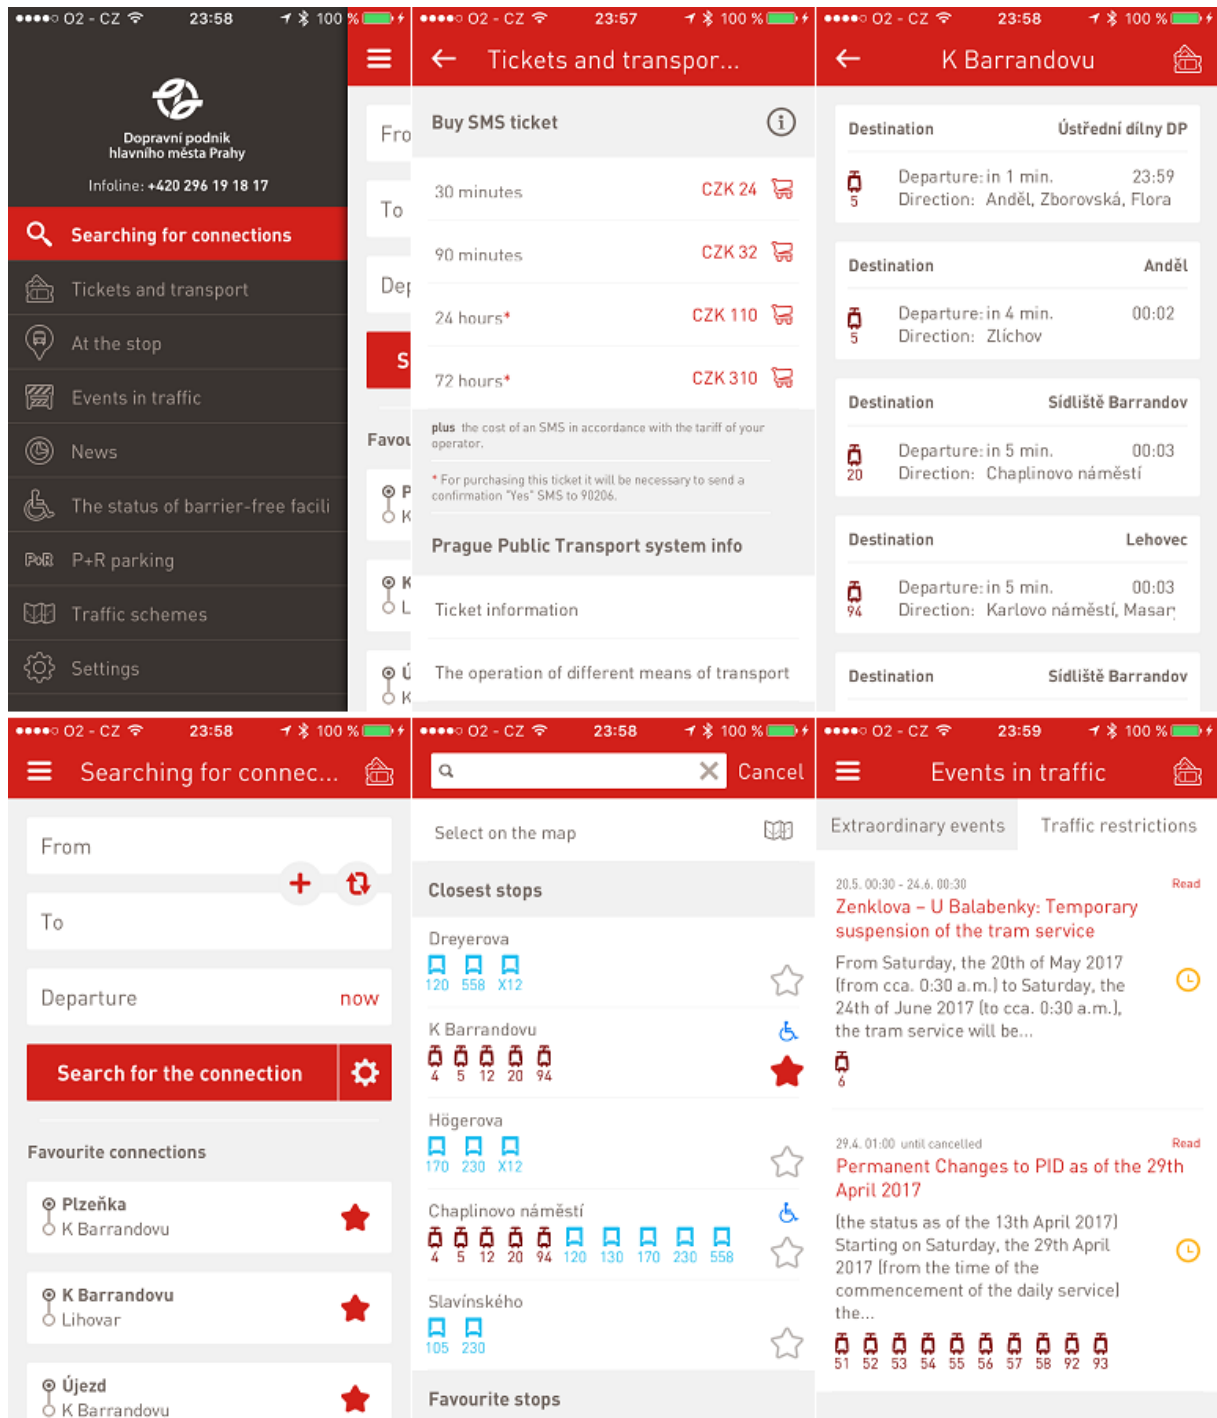 ●●●●○ O2 - CZ 23:58 100 %
Dopravní podnik
hlavního města Prahy
Infoline: +420 296 19 18 17
Searching for connections
Tickets and transport
At the stop
Events in traffic
News
The status of barrier-free facili
P+R P+R parking
Traffic schemes
Settings
Fro
To
Dep
S
Favou
P
K
K
L
Ú
K
●●●●○ O2 - CZ 23:57 100 %
Tickets and transpor...
Buy SMS ticket
30 minutes CZK 24
90 minutes CZK 32
24 hours* CZK 110
72 hours* CZK 310
plus the cost of an SMS in accordance with the tariff of your
operator.
* For purchasing this ticket it will be necessary to send a
confirmation "Yes" SMS to 90206.
Prague Public Transport system info
Ticket information
The operation of different means of transport
●●●●○ O2 - CZ 23:58 100 %
K Barrandovu
Destination Ústřední dílny DP
Departure: in 1 min. 23:59
5 Direction: Anděl, Zborovská, Flora
Destination Anděl
Departure: in 4 min. 00:02
5 Direction: Zlíchov
Destination Sídliště Barrandov
Departure: in 5 min. 00:03
20 Direction: Chaplinovo náměstí
Destination Lehovec
Departure: in 5 min. 00:03
94 Direction: Karlovo náměstí, Masar
Destination Sídliště Barrandov
●●●●○ O2 - CZ 23:58 100 %
Searching for connec...
From
To
Departure now
Search for the connection
Favourite connections
Plzeňka
K Barrandovu
K Barrandovu
Lihovar
Újezd
K Barrandovu
●●●●○ O2 - CZ 23:58 100 %
Cancel
Select on the map
Closest stops
Dreyerova
120 558 X12
K Barrandovu
4 5 12 20 94
Högerova
170 230 X12
Chaplinovo náměstí
4 5 12 20 94 120 130 170 230 558
Slavínského
105 230
Favourite stops
●●●●○ O2 - CZ 23:59 100 %
Events in traffic
Extraordinary events Traffic restrictions
20.5. 00:30 - 24.6. 00:30 Read
Zenklova – U Balabenky: Temporary
suspension of the tram service
From Saturday, the 20th of May 2017
(from cca. 0:30 a.m.) to Saturday, the
24th of June 2017 (to cca. 0:30 a.m.),
the tram service will be...
6
29.4. 01:00 until cancelled Read
Permanent Changes to PID as of the 29th
April 2017
(the status as of the 13th April 2017)
Starting on Saturday, the 29th April
2017 (from the time of the
commencement of the daily service)
the...
51 52 53 54 55 56 57 58 92 93